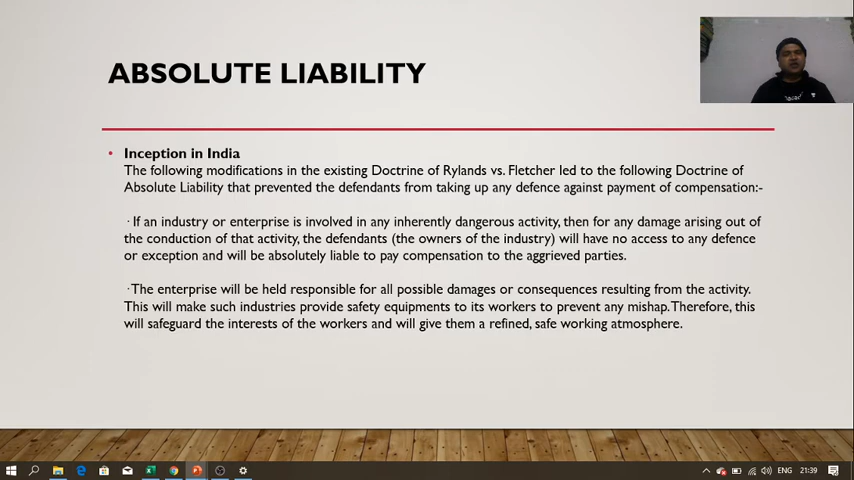 ABSOLUTE LIABILITY
• Inception in India
The following modifications in the existing Doctrine of Rylands vs. Fletcher led to the following Doctrine of
Absolute Liability that prevented the defendants from taking up any defence against payment of compensation:-
· If an industry or enterprise is involved in any inherently dangerous activity, then for any damage arising out of
the conduction of that activity, the defendants (the owners of the industry) will have no access to any defence
or exception and will be absolutely liable to pay compensation to the aggrieved parties.
·The enterprise will be held responsible for all possible damages or consequences resulting from the activity.
This will make such industries provide safety equipments to its workers to prevent any mishap. Therefore, this
will safeguard the interests of the workers and will give them a refined, safe working atmosphere.
ENG
21:39